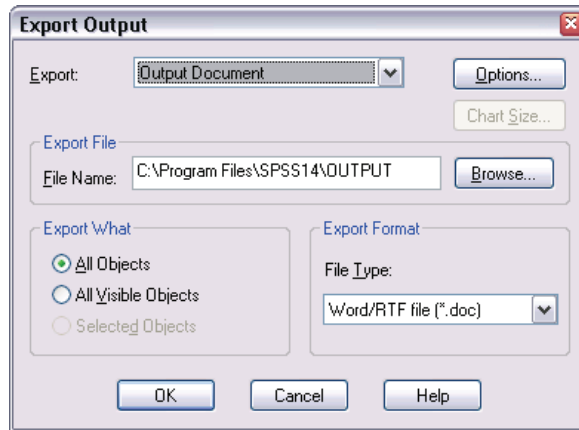 Export Output
Export: Output Document Options...
Chart Size...
Export File
File Name: C:\Program Files\SPSS14\OUTPUT Browse...
Export What
All Objects
All Visible Objects
Selected Objects
Export Format
File Type:
Word/RTF file (*.doc)
OK Cancel Help